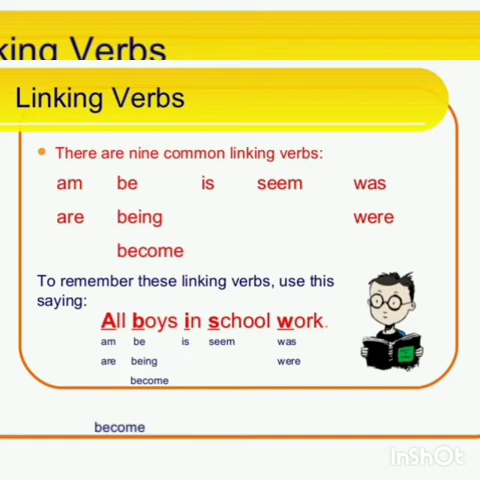 king Verbs
Linking Verbs
There are nine common linking verbs:
am be is seem was
are being were
become
To remember these linking verbs, use this
saying:
All boys in school work.
am be is seem was
are being were
become
become
InShOt